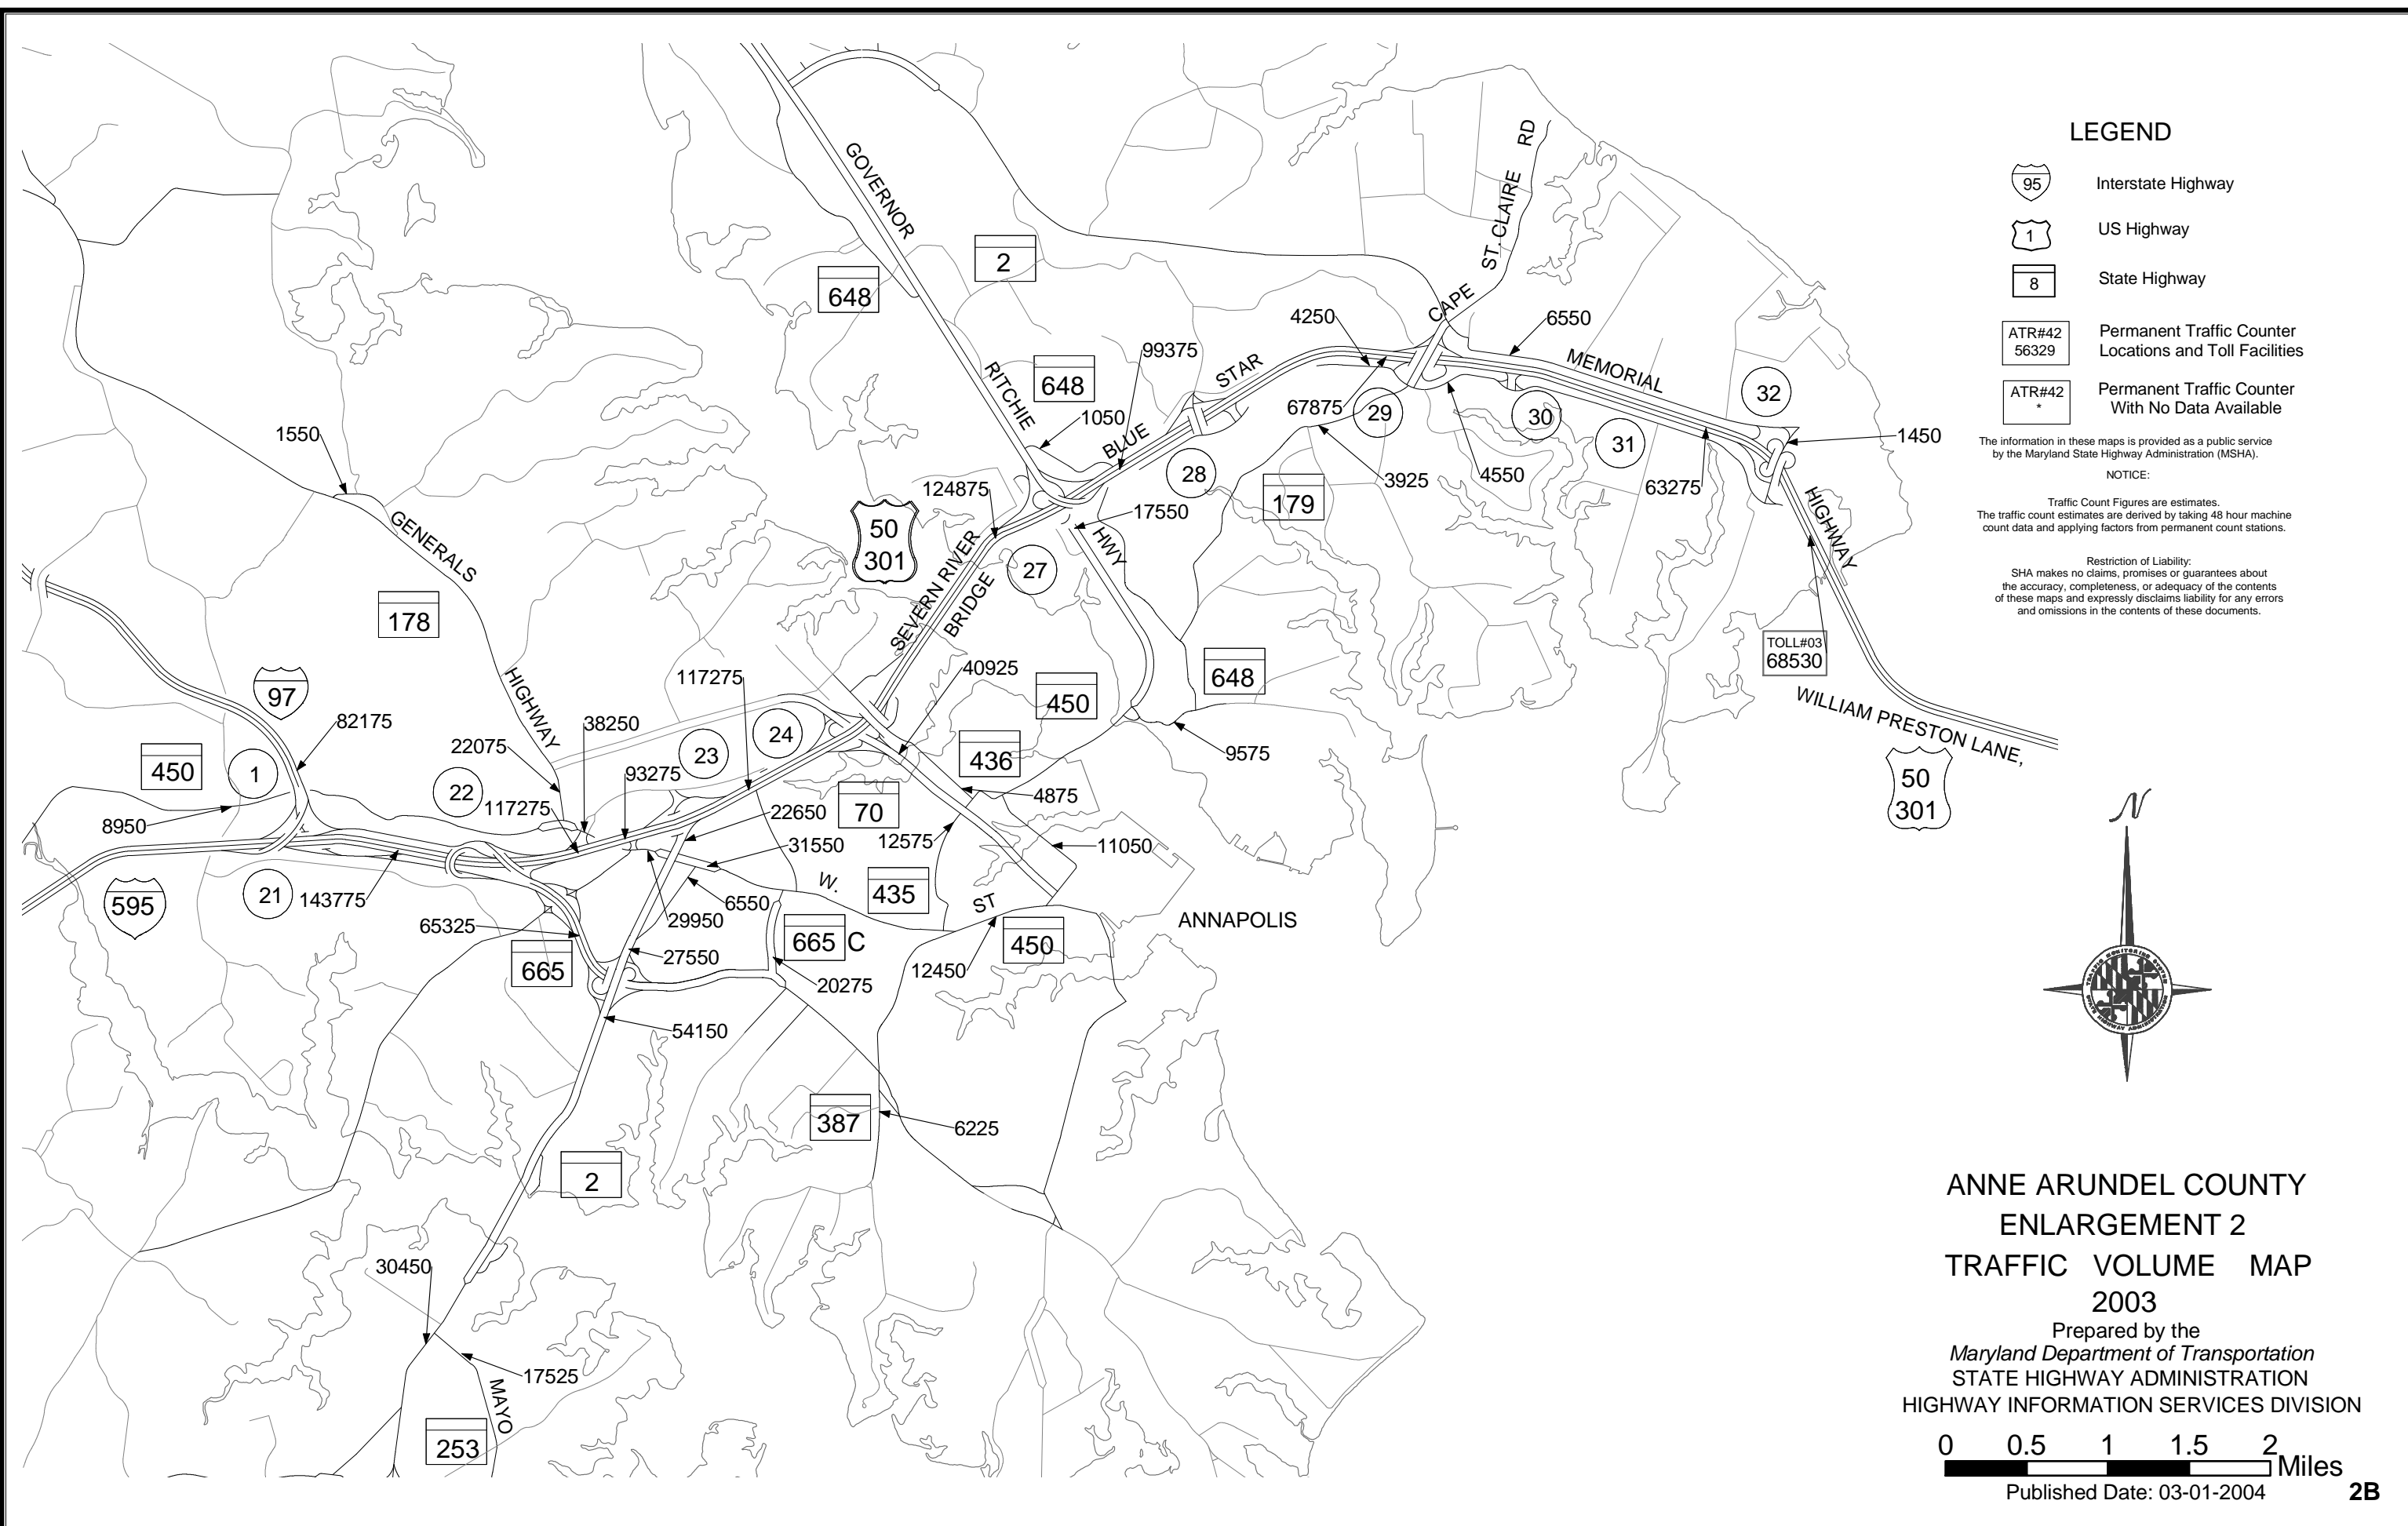 GOVERNOR
RITCHIE
HWY
ST. CLAIRE RD
CAPE
648
2
648
4250
6550
99375
STAR
MEMORIAL
BLUE
67875
29
30
31
32
1050
1550
28
3925
4550
63275
1450
124875
17550
179
HIGHWAY
GENERALS
50
301
27
SEVERN RIVER
BRIDGE
178
HIGHWAY
TOLL#03
68530
WILLIAM PRESTON LANE,
97
117275
40925
450
648
82175
38250
22075
24
23
436
9575
50
301
450
1
22
93275
117275
22650
70
4875
8950
31550
12575
11050
595
21
143775
6550
W.
435
ST
ANNAPOLIS
65325
29950
665
27550
665 C
12450
450
20275
54150
387
6225
2
30450
17525
MAYO
253
LEGEND
95
Interstate Highway
1
US Highway
8
State Highway
ATR#42
56329
Permanent Traffic Counter
Locations and Toll Facilities
ATR#42
*
Permanent Traffic Counter
With No Data Available
The information in these maps is provided as a public service
by the Maryland State Highway Administration (MSHA).
NOTICE:
Traffic Count Figures are estimates.
The traffic count estimates are derived by taking 48 hour machine
count data and applying factors from permanent count stations.
Restriction of Liability:
SHA makes no claims, promises or guarantees about
the accuracy, completeness, or adequacy of the contents
of these maps and expressly disclaims liability for any errors
and omissions in the contents of these documents.
N
ANNE ARUNDEL COUNTY
ENLARGEMENT 2
TRAFFIC VOLUME MAP
2003
Prepared by the
Maryland Department of Transportation
STATE HIGHWAY ADMINISTRATION
HIGHWAY INFORMATION SERVICES DIVISION
0 0.5 1 1.5 2
Miles
Published Date: 03-01-2004
2B